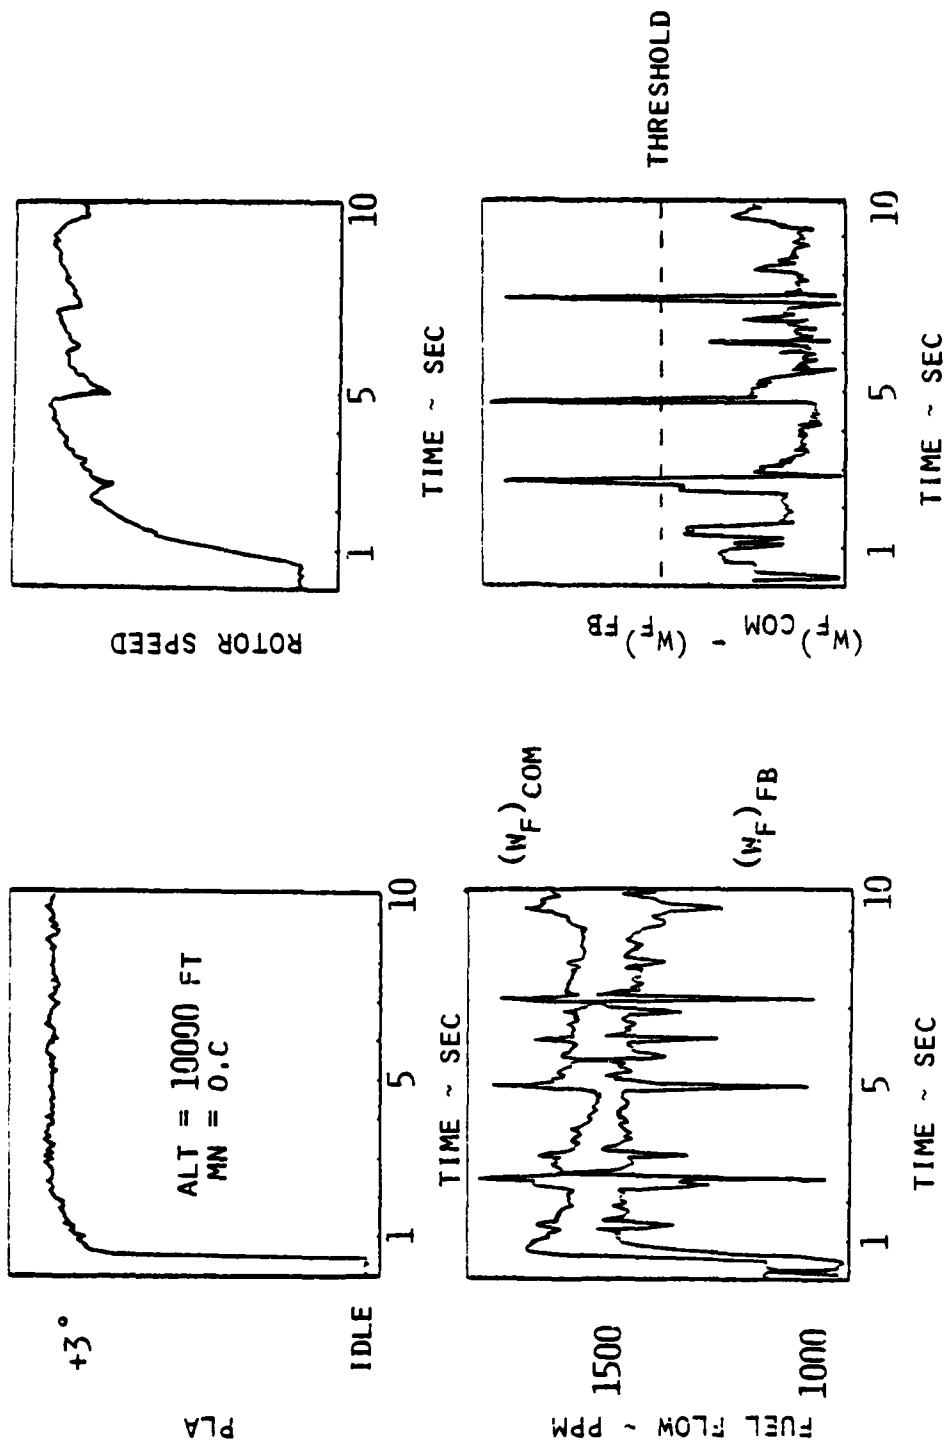 +3°
IDLE
PLA
ALT = 10000 FT
MN = 0.C
1
5
10
TIME ~ SEC
ROTOR SPEED
1
5
10
TIME ~ SEC
1500
1000
FUEL FLOW ~ PPM
(WF)COM
(WF)FB
1
5
10
TIME ~ SEC
(WF)COM - (WF)FB
THRESHOLD
1
5
10
TIME ~ SEC